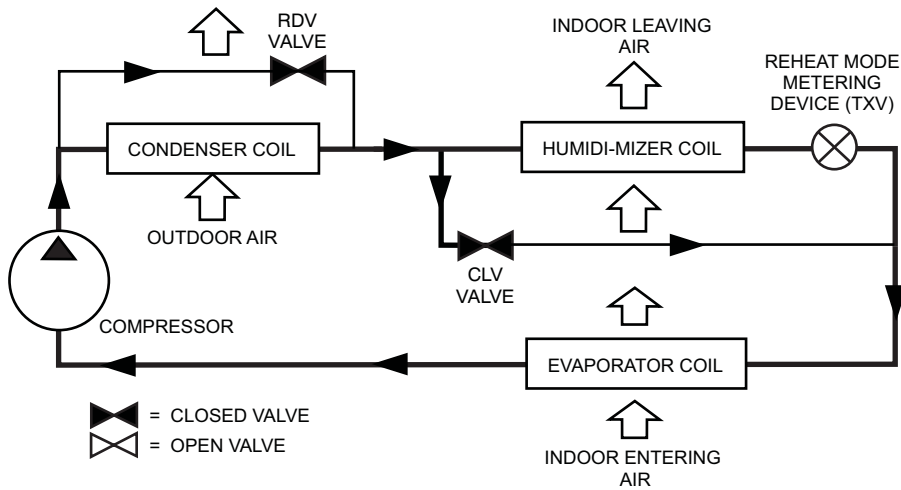 RDV
VALVE
INDOOR LEAVING
AIR
REHEAT MODE
METERING
DEVICE (TXV)
CONDENSER COIL
HUMIDI-MIZER COIL
OUTDOOR AIR
CLV
VALVE
COMPRESSOR
EVAPORATOR COIL
= CLOSED VALVE
= OPEN VALVE
INDOOR ENTERING
AIR